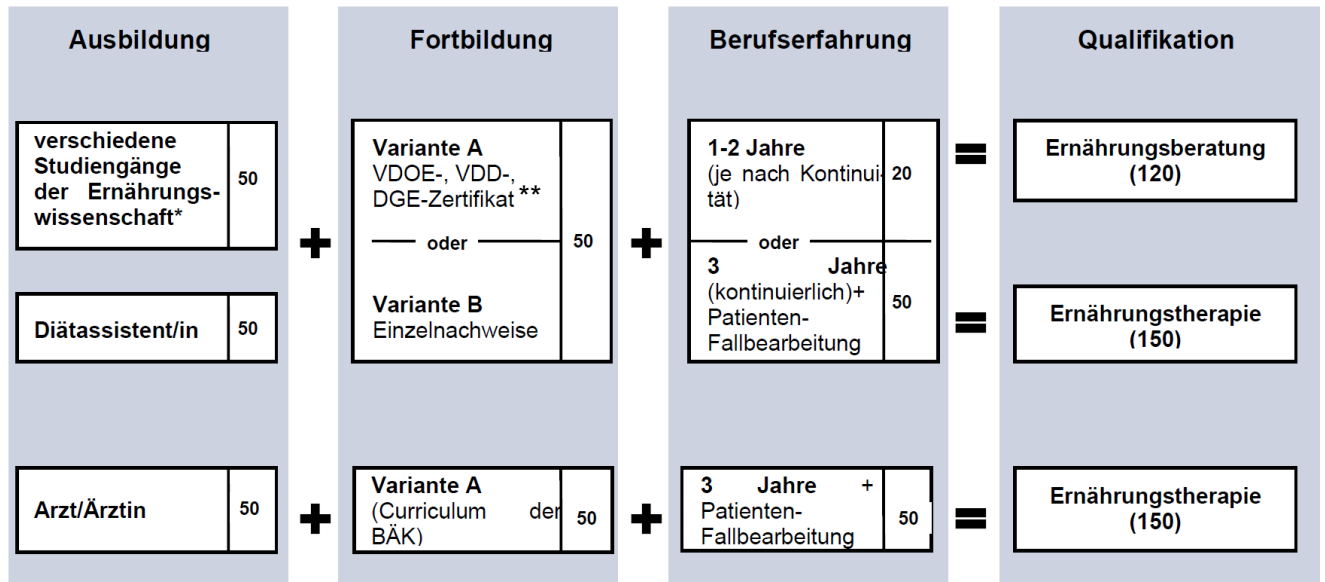 Ausbildung
Fortbildung
Berufserfahrung
Qualifikation
verschiedene
Studiengänge
der Ernährungs-
wissenschaft*
50
Diätassistent/in
50
+
Variante A
VDOE-, VDD-,
DGE-Zertifikat **
oder
50
Variante B
Einzelnachweise
+
1-2 Jahre
(je nach Kontinui-
tät)
20
oder
3 Jahre
(kontinuierlich)+
Patienten-
Fallbearbeitung
50
=
Ernährungsberatung
(120)
=
Ernährungstherapie
(150)
Arzt/Ärztin
50
+
Variante A
(Curriculum der
BÄK)
50
+
3 Jahre +
Patienten-
Fallbearbeitung
50
=
Ernährungstherapie
(150)